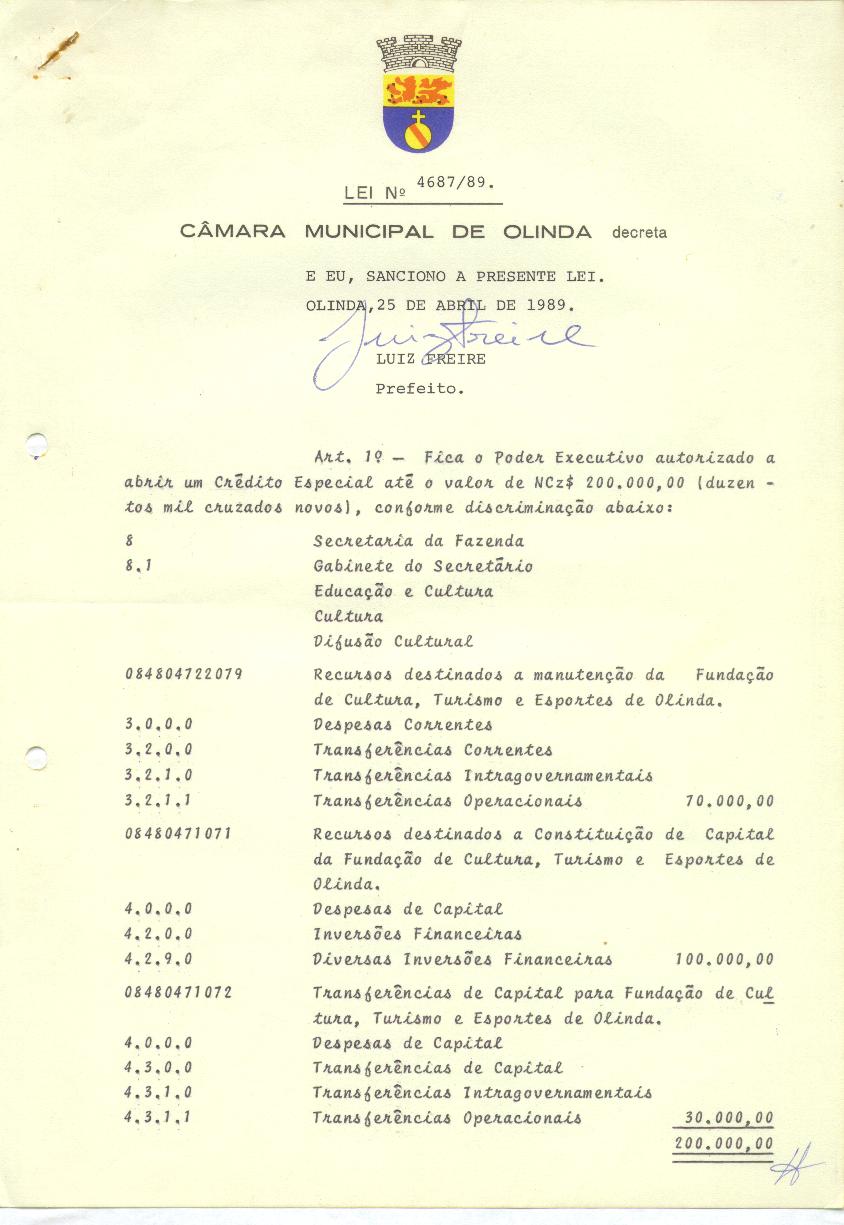 LEI Nº 4687/89.
CÂMARA MUNICIPAL DE OLINDA decreta
E EU, SANCIONO A PRESENTE LEI.
OLINDA,25 DE ABRIL DE 1989.
Luiz Freire
LUIZ FREIRE
Prefeito.
Art. 1º — Fica o Poder Executivo autorizado a
abrir um Crédito Especial até o valor de NCz$ 200.000,00 (duzen -
tos mil cruzados novos), conforme discriminação abaixo:
8 Secretaria da Fazenda
8.1 Gabinete do Secretário
Educação e Cultura
Cultura
Difusão Cultural
084804722079 Recursos destinados a manutenção da Fundação
de Cultura, Turismo e Esportes de Olinda.
3.0.0.0 Despesas Correntes
3.2.0.0 Transferências Correntes
3.2.1.0 Transferências Intragovernamentais
3.2.1.1 Transferências Operacionais 70.000,00
08480471071 Recursos destinados a Constituição de Capital
da Fundação de Cultura, Turismo e Esportes de
Olinda.
4.0.0.0 Despesas de Capital
4.2.0.0 Inversões Financeiras
4.2.9.0 Diversas Inversões Financeiras 100.000,00
08480471072 Transferências de Capital para Fundação de Cul
tura, Turismo e Esportes de Olinda.
4.0.0.0 Despesas de Capital
4.3.0.0 Transferências de Capital
4.3.1.0 Transferências Intragovernamentais
4.3.1.1 Transferências Operacionais 30.000,00
200.000,00